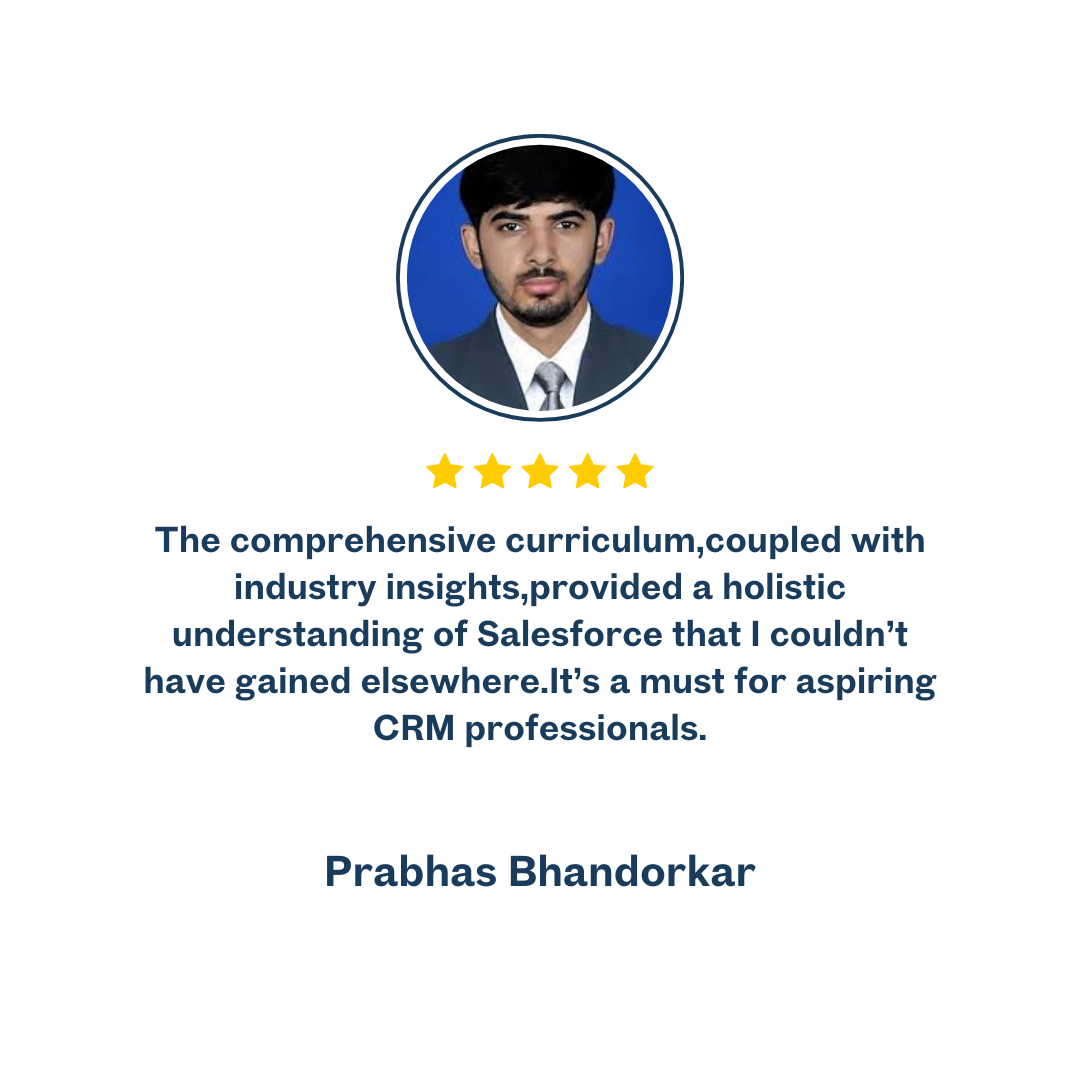 The comprehensive curriculum,coupled with
industry insights,provided a holistic
understanding of Salesforce that I couldn’t
have gained elsewhere.It’s a must for aspiring
CRM professionals.
Prabhas Bhandorkar